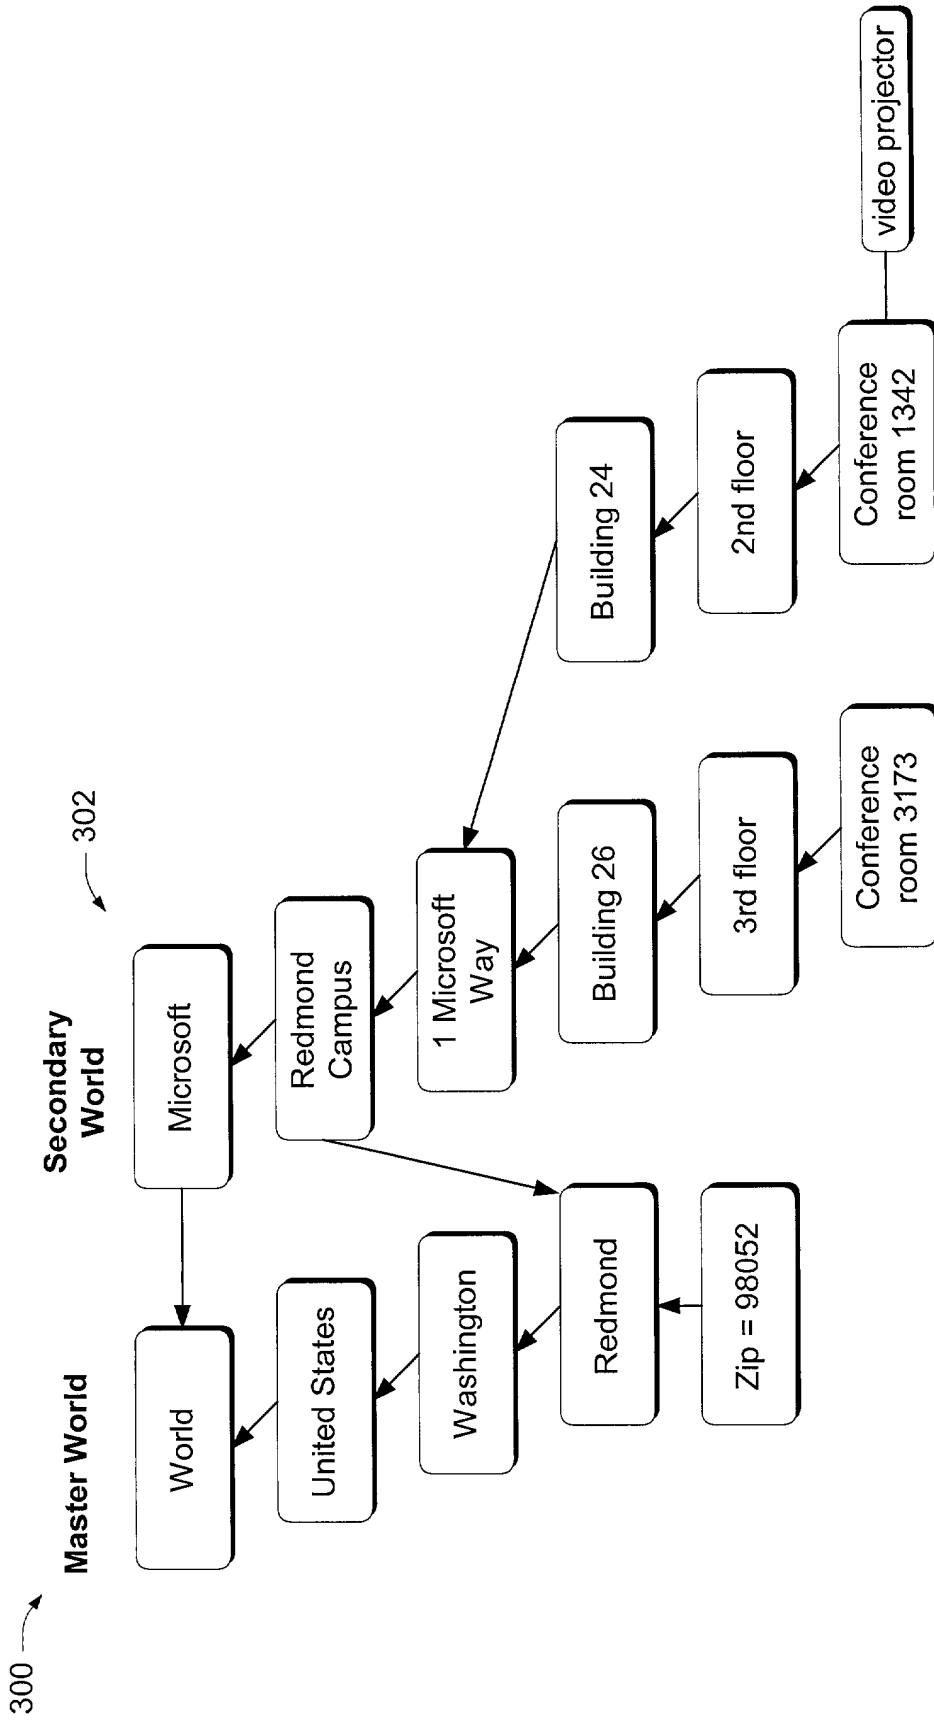 300
Master World
Secondary
World
302
World
Microsoft
United States
Redmond
Campus
Washington
1 Microsoft
Way
Redmond
Building 26
Building 24
Zip = 98052
3rd floor
2nd floor
Conference
room 3173
Conference
room 1342
video projector